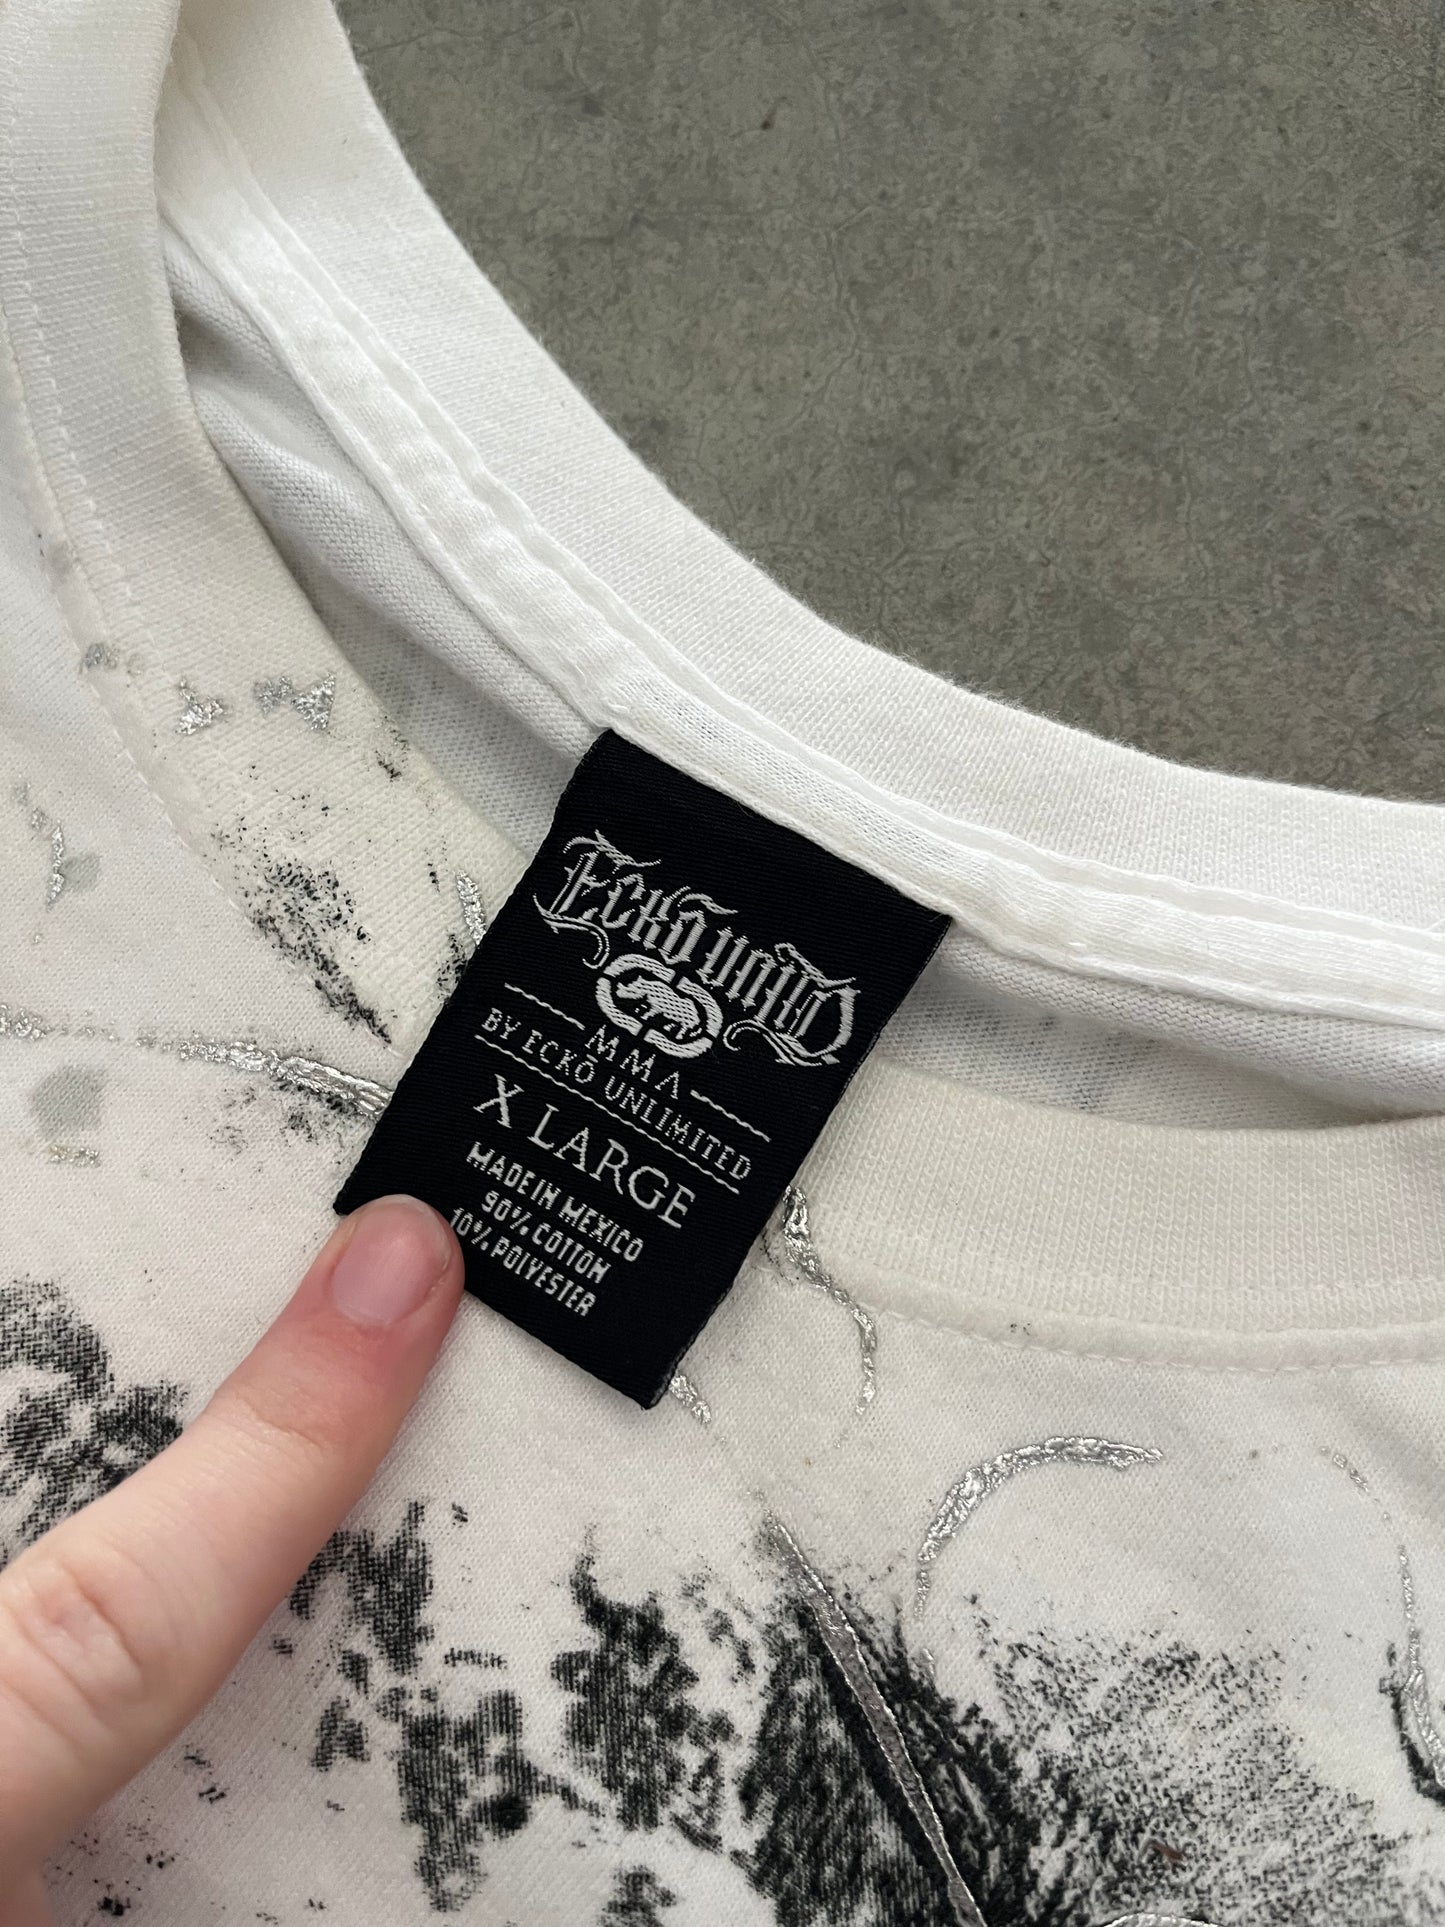 Eckō Unltd.
MMA
BY ECKŌ UNLIMITED
X LARGE
MADE IN MEXICO
90% COTTON
10% POLYESTER